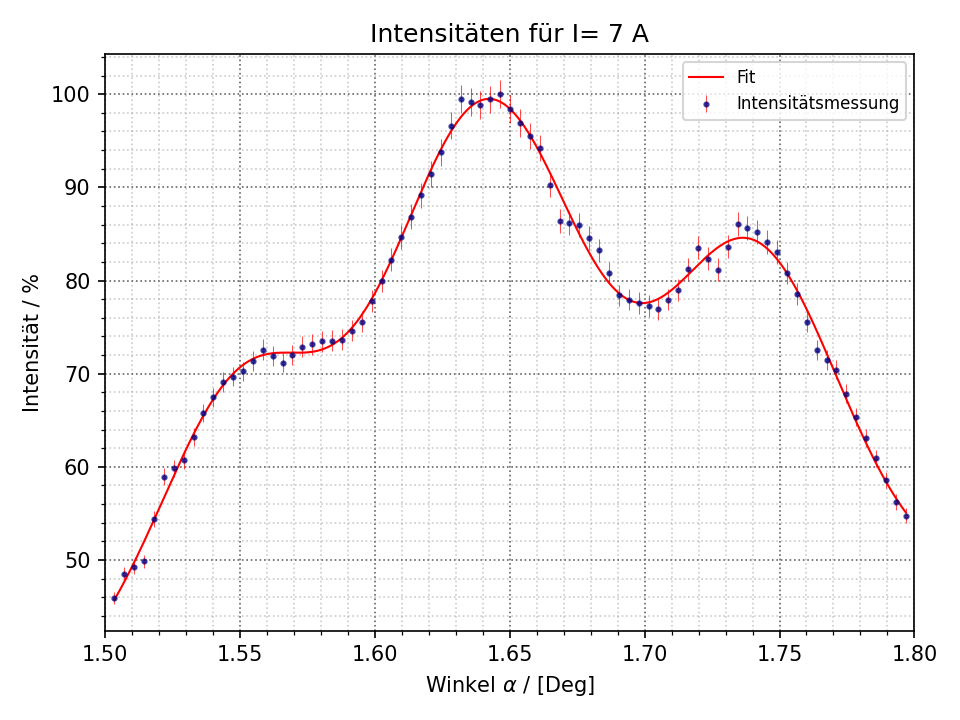 Intensitäten für I= 7 A
Fit
Intensitätsmessung
100
90
80
70
60
50
Intensität / %
1.50 1.55 1.60 1.65 1.70 1.75 1.80
Winkel α / [Deg]